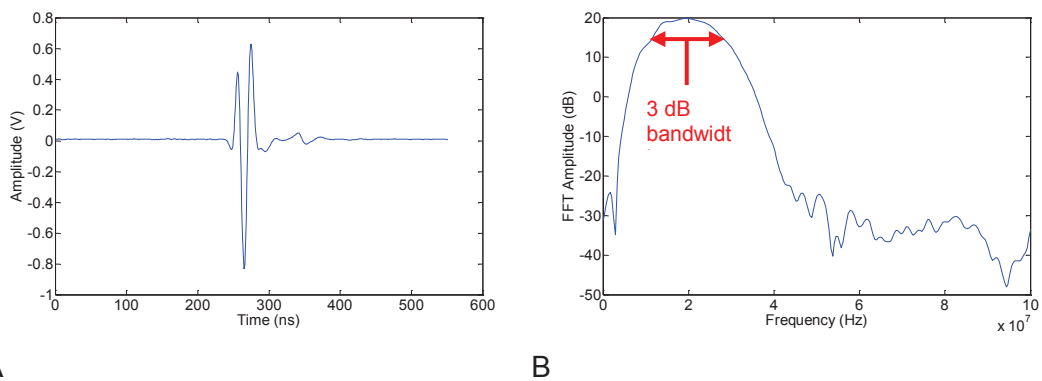 0.8
0.6
0.4
0.2
0
-0.2
-0.4
-0.6
-0.8
-1
0 100 200 300 400 500 600
Amplitude (V)
Time (ns)
20
10
0
-10
-20
-30
-40
-50
0 2 4 6 8 10
FFT Amplitude (dB)
Frequency (Hz)
x 10⁷
3 dB
bandwidt
B